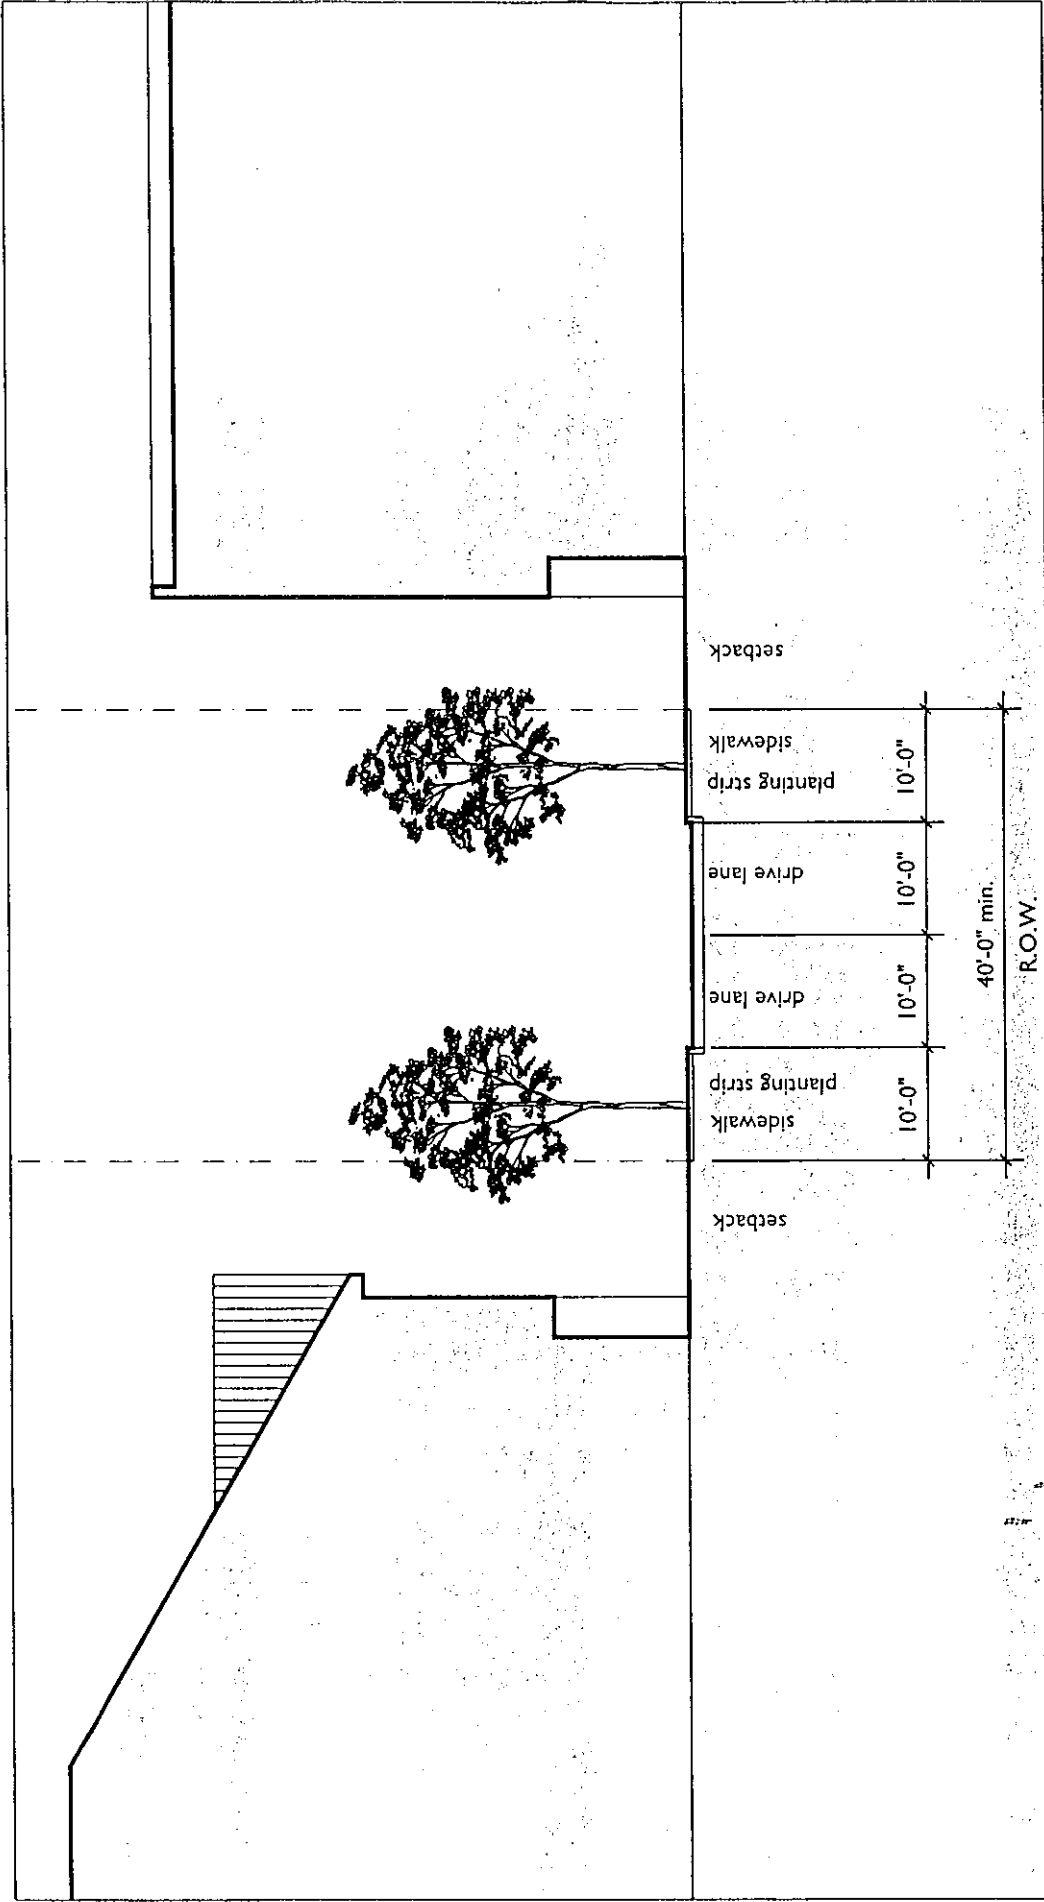 setback
sidewalk
planting strip
drive lane
drive lane
planting strip
sidewalk
setback
10'-0"
10'-0"
10'-0"
10'-0"
40'-0" min.
R.O.W.